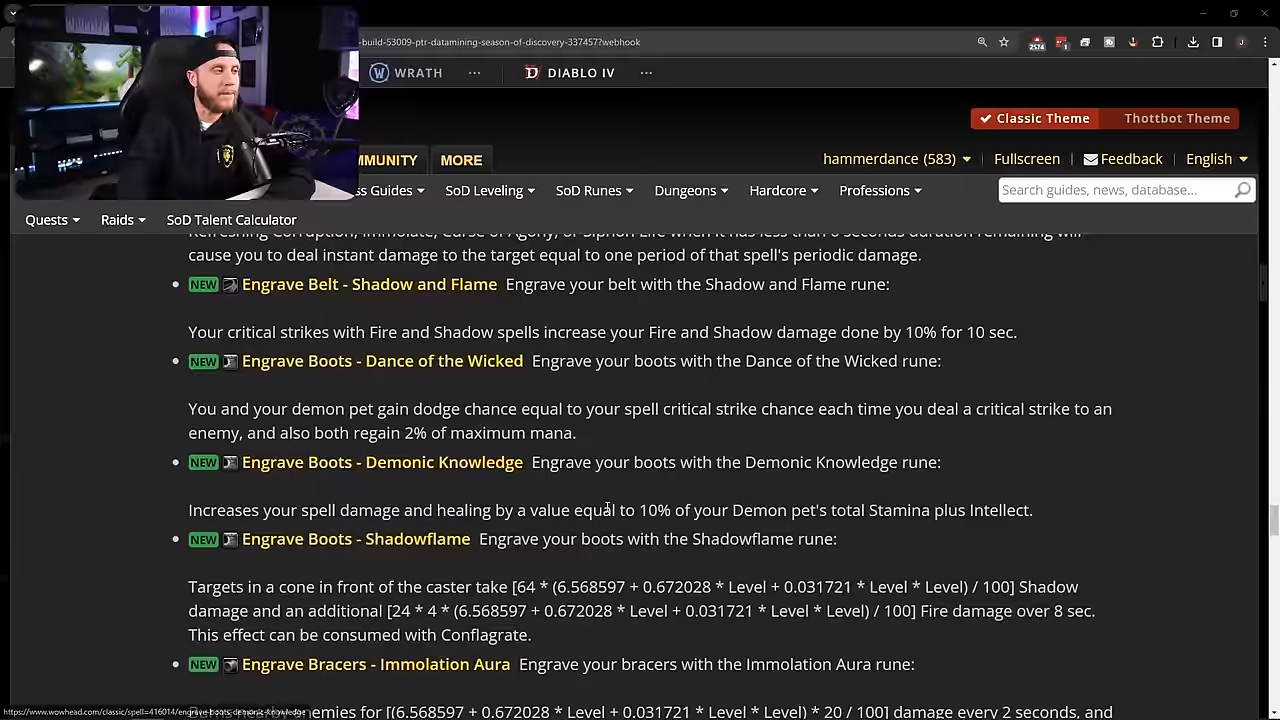 -build-53009-ptr-datamining-season-of-discovery-337457?webhook
2574
WRATH
DIABLO IV
Classic Theme
Thottbot Theme
MMUNITY
MORE
hammerdance (583)
Fullscreen
Feedback
English
ss Guides
SoD Leveling
SoD Runes
Dungeons
Hardcore
Professions
Search guides, news, database...
Quests
Raids
SoD Talent Calculator
Refreshing Corruption, Immolate, Curse of Agony, or Siphon Life when it has less than 6 seconds duration remaining will
cause you to deal instant damage to the target equal to one period of that spell's periodic damage.
NEW Engrave Belt - Shadow and Flame Engrave your belt with the Shadow and Flame rune:
Your critical strikes with Fire and Shadow spells increase your Fire and Shadow damage done by 10% for 10 sec.
NEW Engrave Boots - Dance of the Wicked Engrave your boots with the Dance of the Wicked rune:
You and your demon pet gain dodge chance equal to your spell critical strike chance each time you deal a critical strike to an
enemy, and also both regain 2% of maximum mana.
NEW Engrave Boots - Demonic Knowledge Engrave your boots with the Demonic Knowledge rune:
Increases your spell damage and healing by a value equal to 10% of your Demon pet's total Stamina plus Intellect.
NEW Engrave Boots - Shadowflame Engrave your boots with the Shadowflame rune:
Targets in a cone in front of the caster take [64 * (6.568597 + 0.672028 * Level + 0.031721 * Level * Level) / 100] Shadow
damage and an additional [24 * 4 * (6.568597 + 0.672028 * Level + 0.031721 * Level * Level) / 100] Fire damage over 8 sec.
This effect can be consumed with Conflagrate.
NEW Engrave Bracers - Immolation Aura Engrave your bracers with the Immolation Aura rune:
https://www.wowhead.com/classic/spell=416014/engrave-boots-demonic-knowledge
nemies for [(6.568597 + 0.672028 * Level + 0.031721 * Level * Level) * 20 / 100] damage every 2 seconds, and